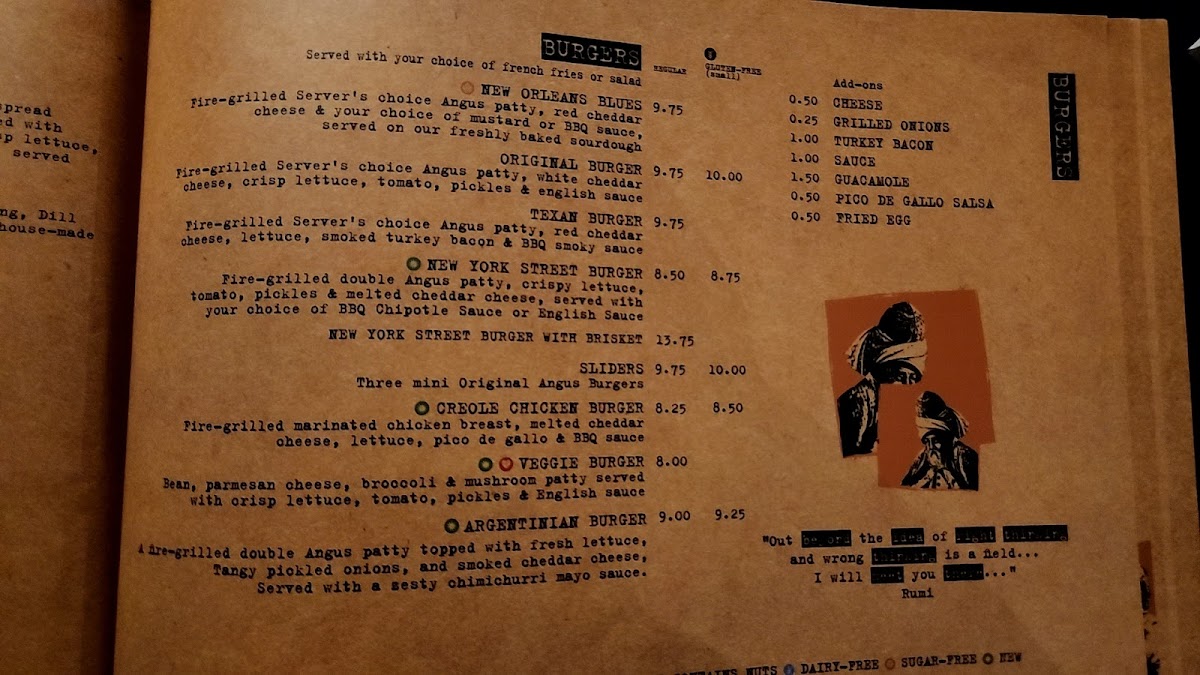 spread
ed with
sp lettuce,
served
ng, Dill
house-made
BURGERS
Served with your choice of french fries or salad
REGULAR
GLUTEN-FREE
(small)
NEW ORLEANS BLUES 9.75
Fire-grilled Server's choice Angus patty, red cheddar
cheese & your choice of mustard or BBQ sauce,
served on our freshly baked sourdough
ORIGINAL BURGER 9.75 10.00
Fire-grilled Server's choice Angus patty, white cheddar
cheese, crisp lettuce, tomato, pickles & english sauce
TEXAN BURGER 9.75
Fire-grilled Server's choice Angus patty, red cheddar
cheese, lettuce, smoked turkey bacon & BBQ smoky sauce
NEW YORK STREET BURGER 8.50 8.75
Fire-grilled double Angus patty, crispy lettuce,
tomato, pickles & melted cheddar cheese, served with
your choice of BBQ Chipotle Sauce or English Sauce
NEW YORK STREET BURGER WITH BRISKET 13.75
SLIDERS 9.75 10.00
Three mini Original Angus Burgers
CREOLE CHICKEN BURGER 8.25 8.50
Fire-grilled marinated chicken breast, melted cheddar
cheese, lettuce, pico de gallo & BBQ sauce
VEGGIE BURGER 8.00
Bean, parmesan cheese, broccoli & mushroom patty served
with crisp lettuce, tomato, pickles & English sauce
ARGENTINIAN BURGER 9.00 9.25
A fire-grilled double Angus patty topped with fresh lettuce,
Tangy pickled onions, and smoked cheddar cheese,
Served with a zesty chimichurri mayo sauce.
Add-ons
0.50 CHEESE
0.25 GRILLED ONIONS
1.00 TURKEY BACON
1.00 SAUCE
1.50 GUACAMOLE
0.50 PICO DE GALLO SALSA
0.50 FRIED EGG
BURGERS
"Out beyond the idea of right thinking
and wrong thinking is a field...
I will meet you there..."
Rumi
CONTAINS NUTS DAIRY-FREE SUGAR-FREE NEW